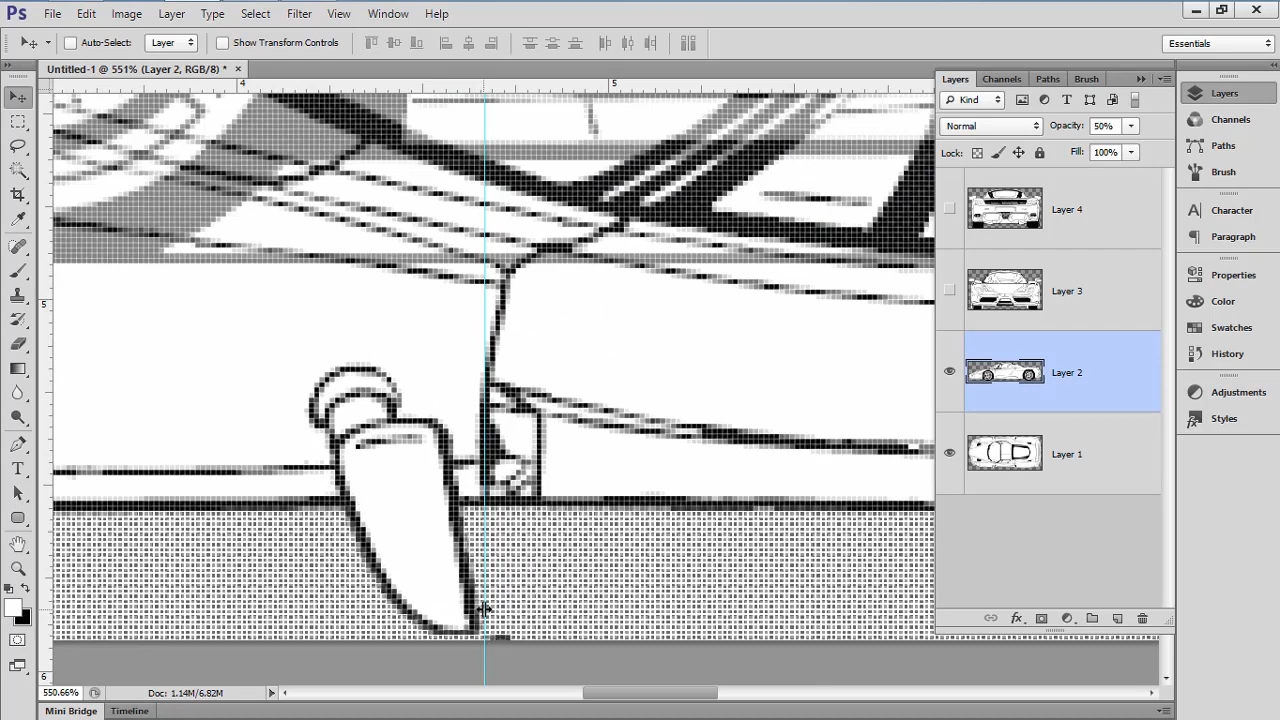 Ps File Edit Image Layer Type Select Filter View Window Help
Auto-Select: Layer Show Transform Controls Essentials
Untitled-1 @ 551% (Layer 2, RGB/8) * ×
Layers Channels Paths Brush
4 5
Kind
Normal Opacity: 50%
Lock: Fill: 100%
Layer 4
Layer 3
Layer 2
Layer 1
Layers
Channels
Paths
Brush
Character
Paragraph
Properties
Color
Swatches
History
Adjustments
Styles
6
550.66% Doc: 1.14M/6.82M
Mini Bridge Timeline